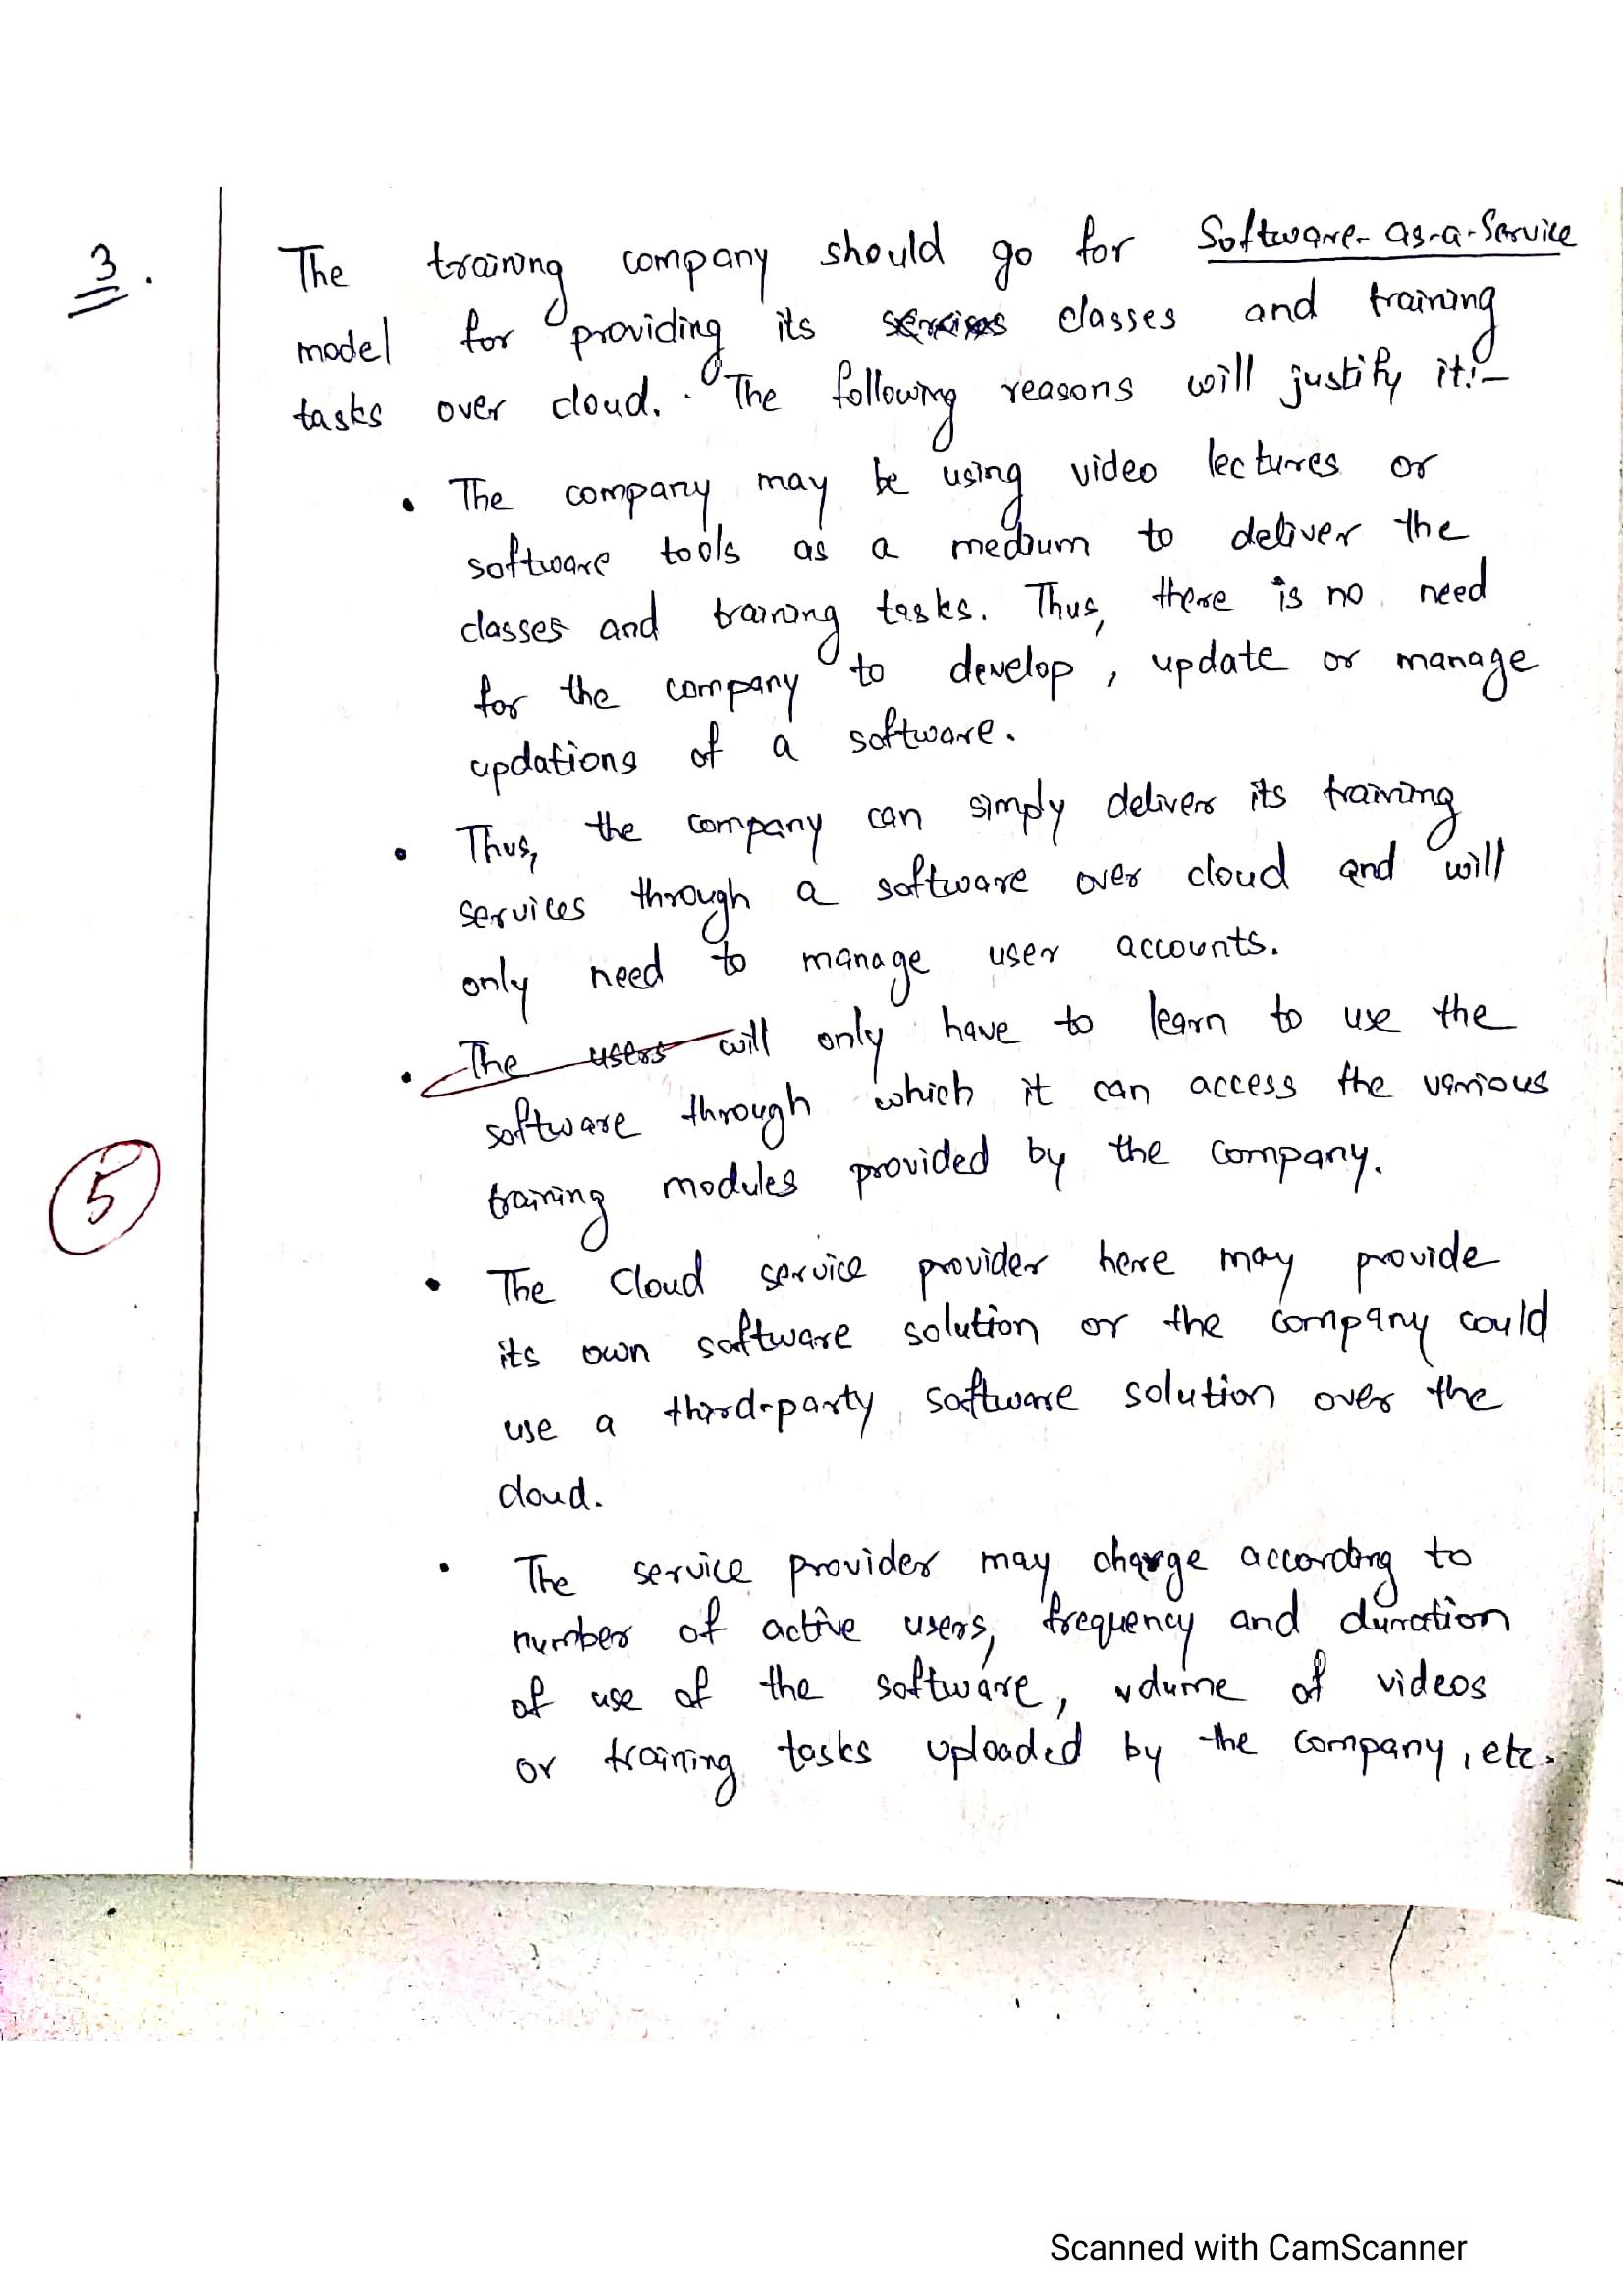 3.
The training company should go for Software-as-a-Service
model for providing its classes and training
tasks over cloud. The following reasons will justify it:-
• The company may be using video lectures or
software tools as a medium to deliver the
classes and training tasks. Thus, there is no need
for the company to develop, update or manage
updations of a software.
• Thus, the company can simply deliver its training
services through a software over cloud and will
only need to manage user accounts.
• The users will only have to learn to use the
software through which it can access the various
training modules provided by the company.
5
• The Cloud service provider here may provide
its own software solution or the company could
use a third-party software solution over the
cloud.
• The service provider may charge according to
number of active users, frequency and duration
of use of the software, volume of videos
or training tasks uploaded by the company, etc.
Scanned with CamScanner